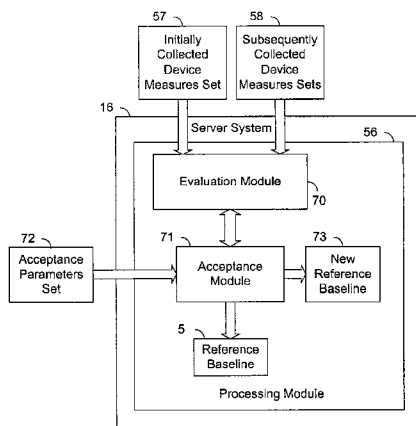 57
58
Initially
Collected
Device
Measures Set
Subsequently
Collected
Device
Measures Sets
16
Server System
56
Evaluation Module
70
72
71
73
Acceptance
Parameters
Set
Acceptance
Module
New
Reference
Baseline
5
Reference
Baseline
Processing Module